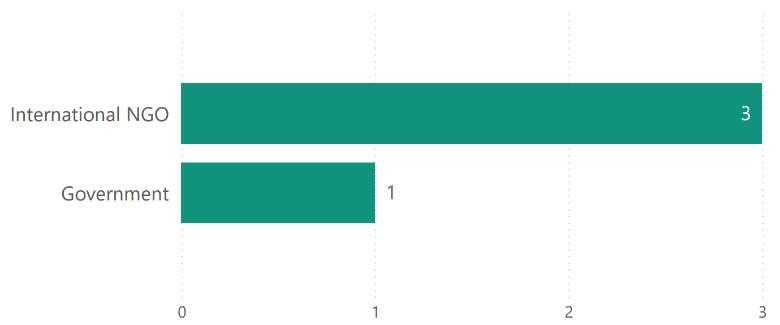 International NGO 3
Government 1
0 1 2 3